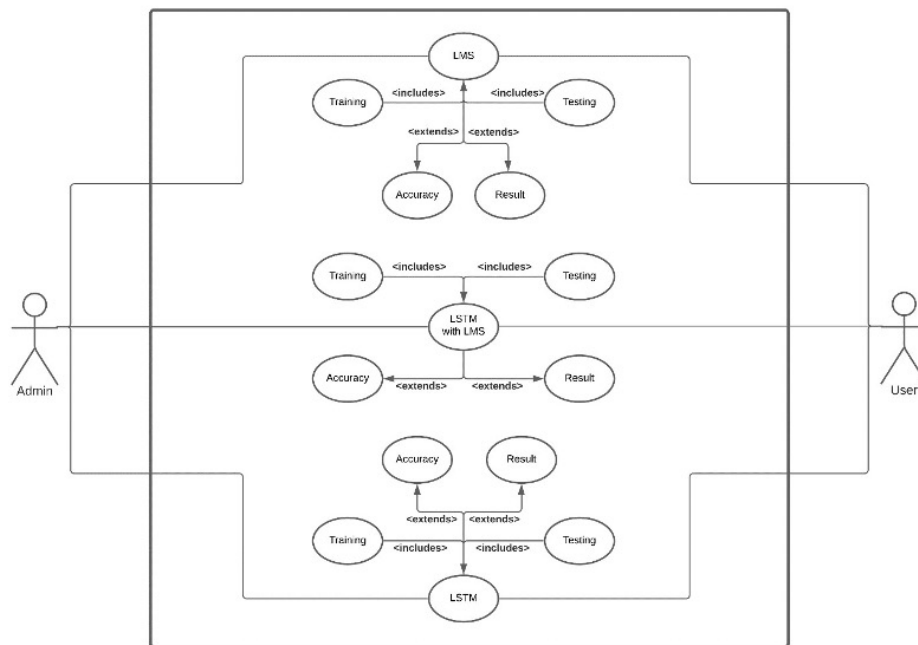 LMS
Training
<includes>
<includes>
Testing
<extends>
<extends>
Accuracy
Result
Training
<includes>
<includes>
Testing
LSTM
with LMS
Admin
User
Accuracy
<extends>
<extends>
Result
Accuracy
Result
<extends>
<extends>
Training
<includes>
<includes>
Testing
LSTM